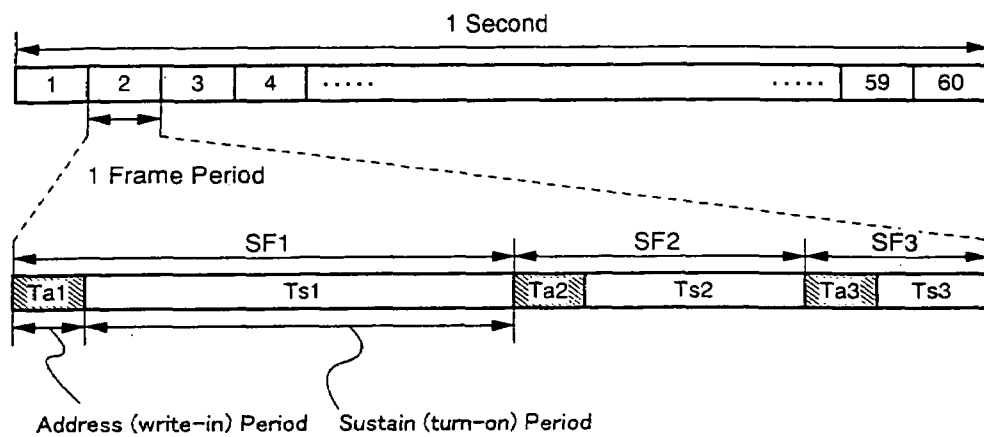 1 Second
1 2 3 4 ····· ····· 59 60
1 Frame Period
SF1 SF2 SF3
Ta1 Ts1 Ta2 Ts2 Ta3 Ts3
Address (write-in) Period Sustain (turn-on) Period